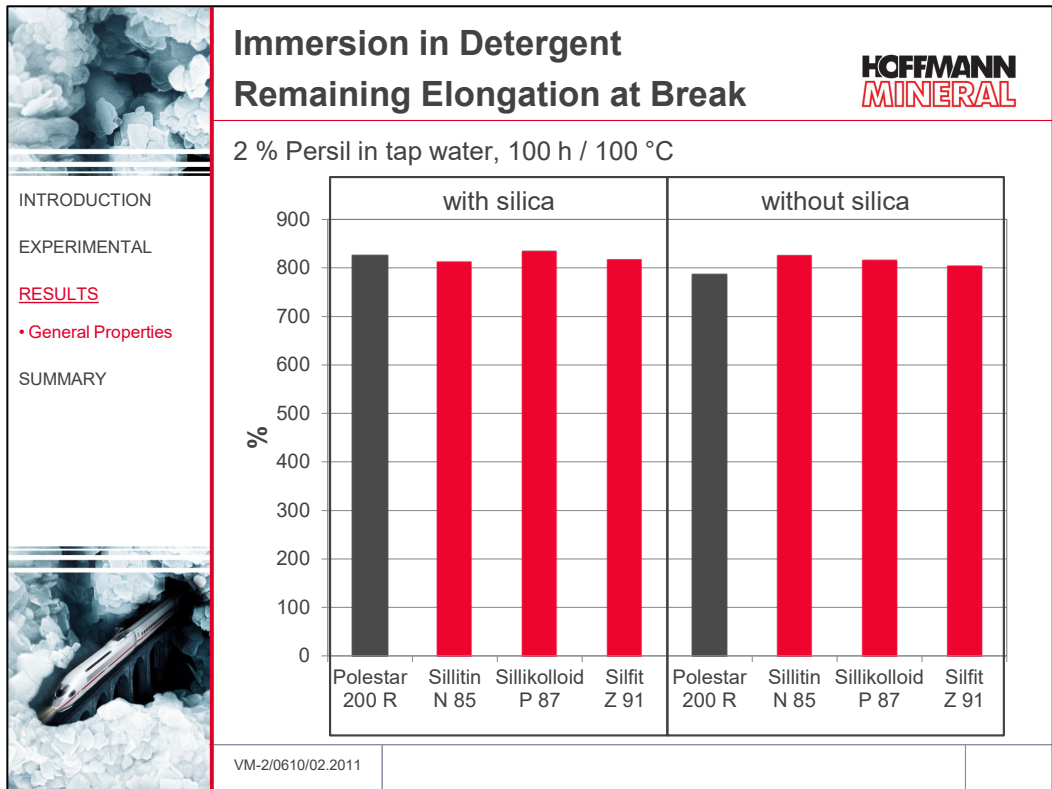 Immersion in Detergent
Remaining Elongation at Break
HOFFMANN
MINERAL
2 % Persil in tap water, 100 h / 100 °C
INTRODUCTION
EXPERIMENTAL
RESULTS
• General Properties
SUMMARY
with silica
without silica
%
900
800
700
600
500
400
300
200
100
0
Polestar
200 R
Sillitin
N 85
Sillikolloid
P 87
Silfit
Z 91
Polestar
200 R
Sillitin
N 85
Sillikolloid
P 87
Silfit
Z 91
VM-2/0610/02.2011